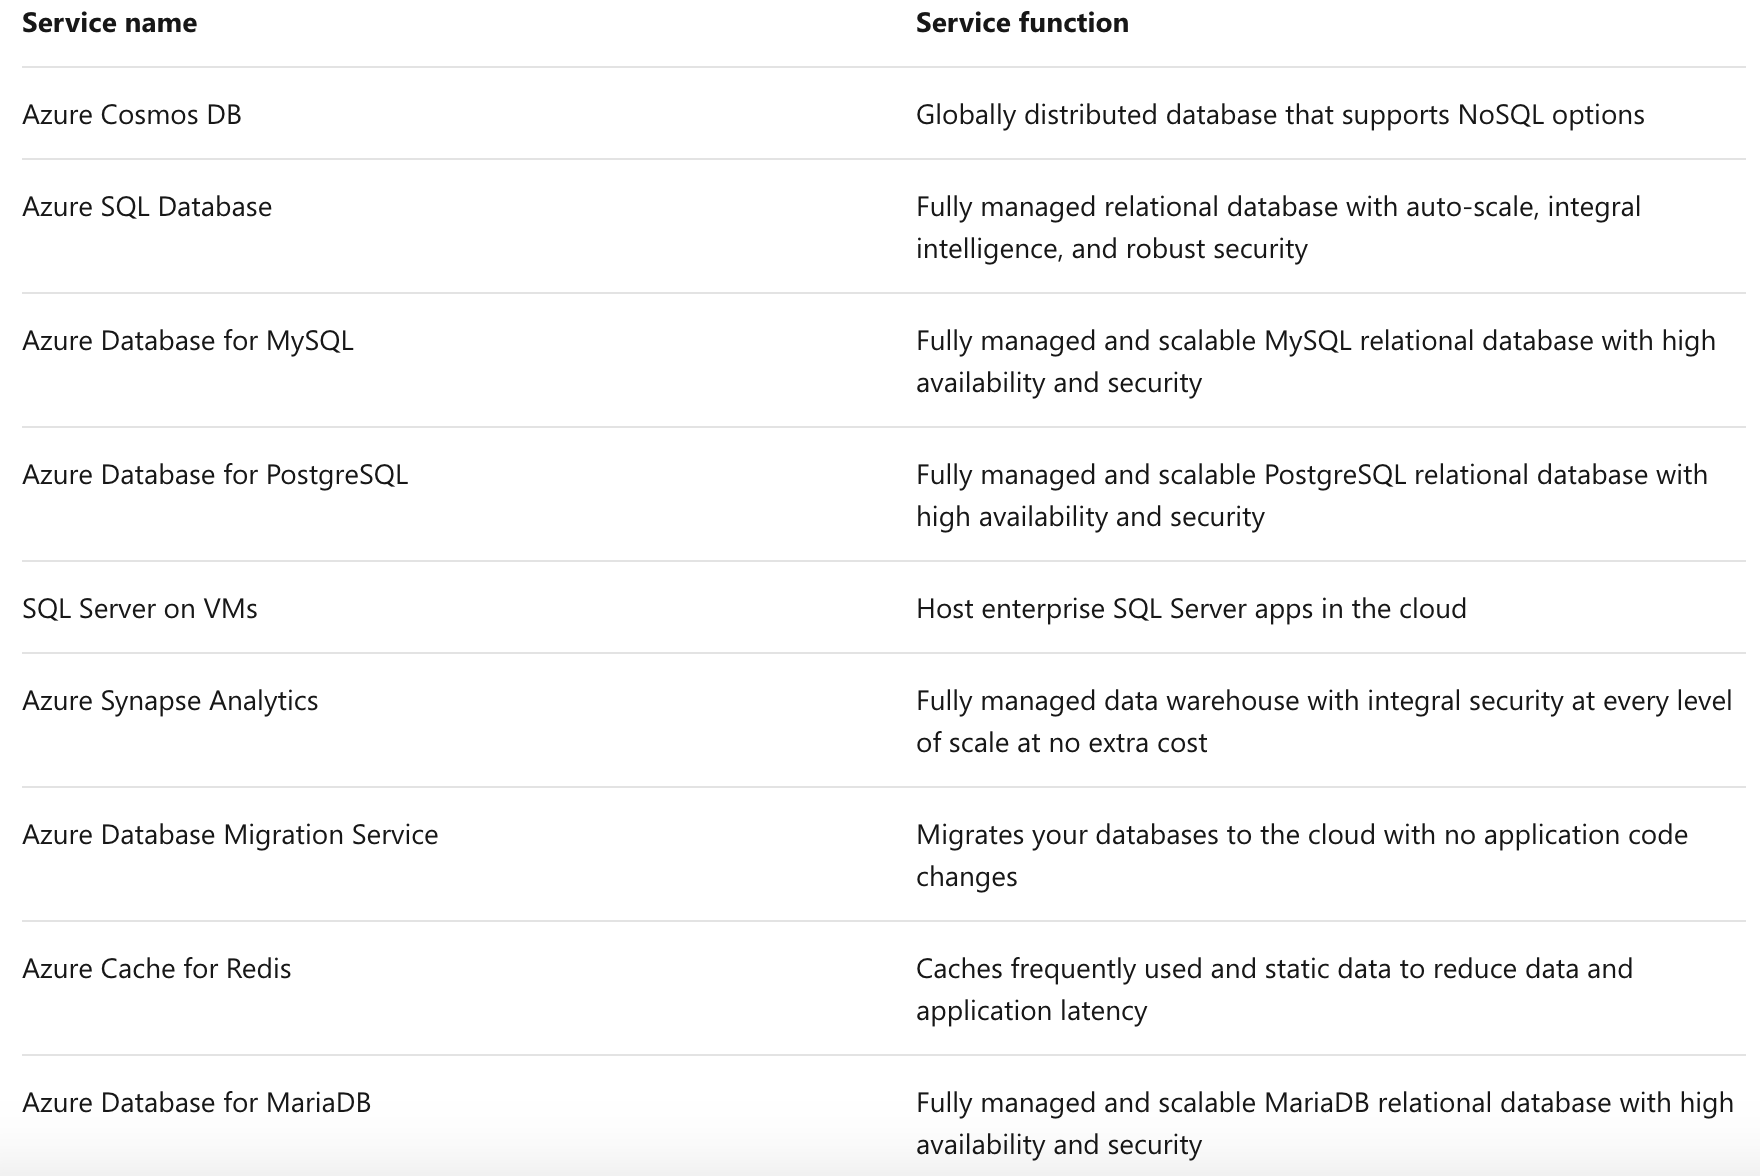 Service name
Service function
Azure Cosmos DB
Globally distributed database that supports NoSQL options
Azure SQL Database
Fully managed relational database with auto-scale, integral
intelligence, and robust security
Azure Database for MySQL
Fully managed and scalable MySQL relational database with high
availability and security
Azure Database for PostgreSQL
Fully managed and scalable PostgreSQL relational database with
high availability and security
SQL Server on VMs
Host enterprise SQL Server apps in the cloud
Azure Synapse Analytics
Fully managed data warehouse with integral security at every level
of scale at no extra cost
Azure Database Migration Service
Migrates your databases to the cloud with no application code
changes
Azure Cache for Redis
Caches frequently used and static data to reduce data and
application latency
Azure Database for MariaDB
Fully managed and scalable MariaDB relational database with high
availability and security